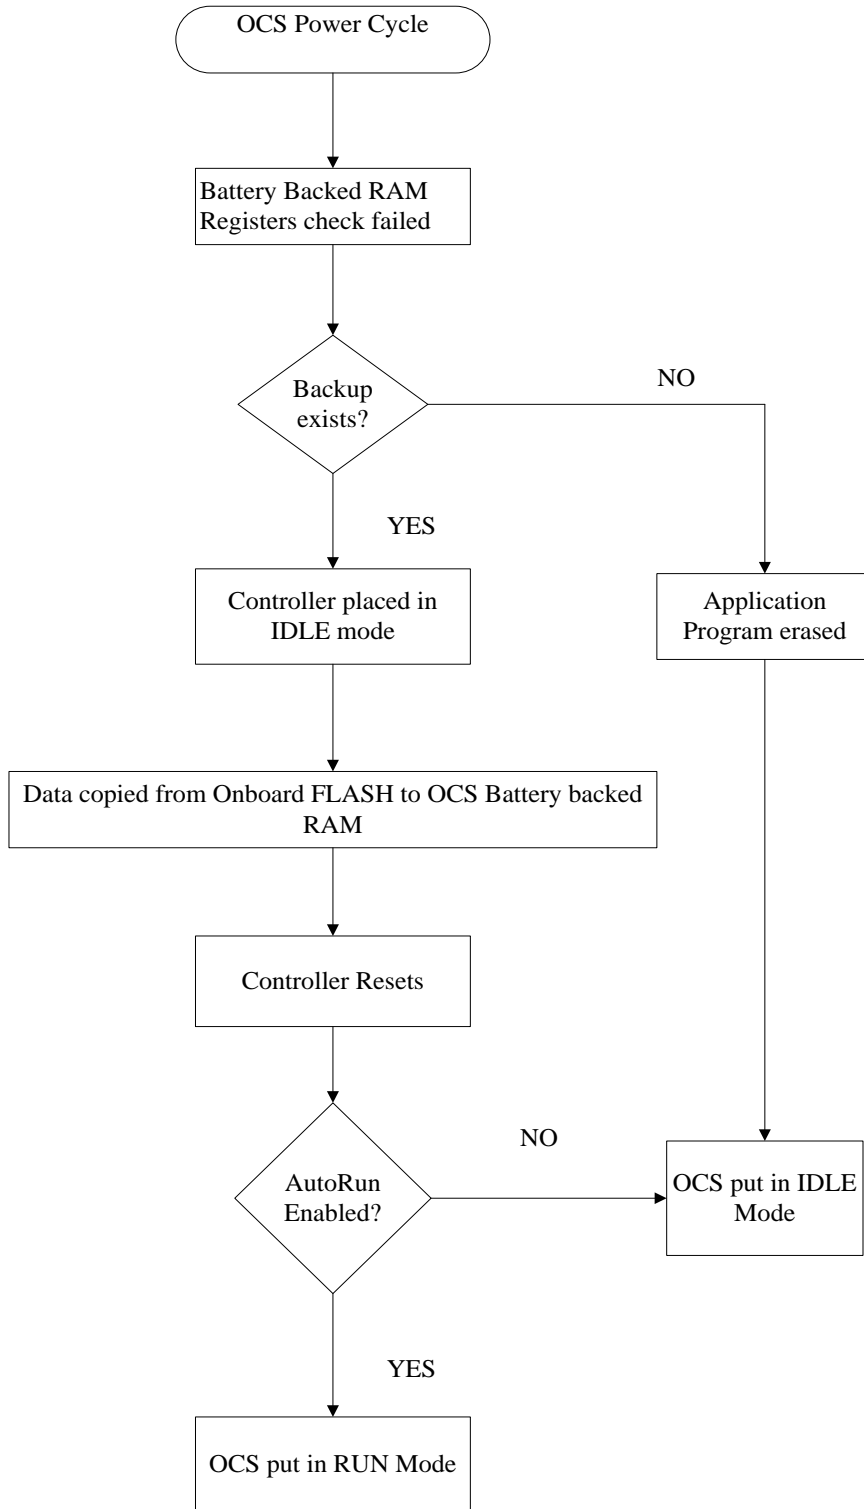 OCS Power Cycle
Battery Backed RAM
Registers check failed
Backup
exists?
NO
YES
Controller placed in
IDLE mode
Application
Program erased
Data copied from Onboard FLASH to OCS Battery backed
RAM
Controller Resets
NO
AutoRun
Enabled?
OCS put in IDLE
Mode
YES
OCS put in RUN Mode